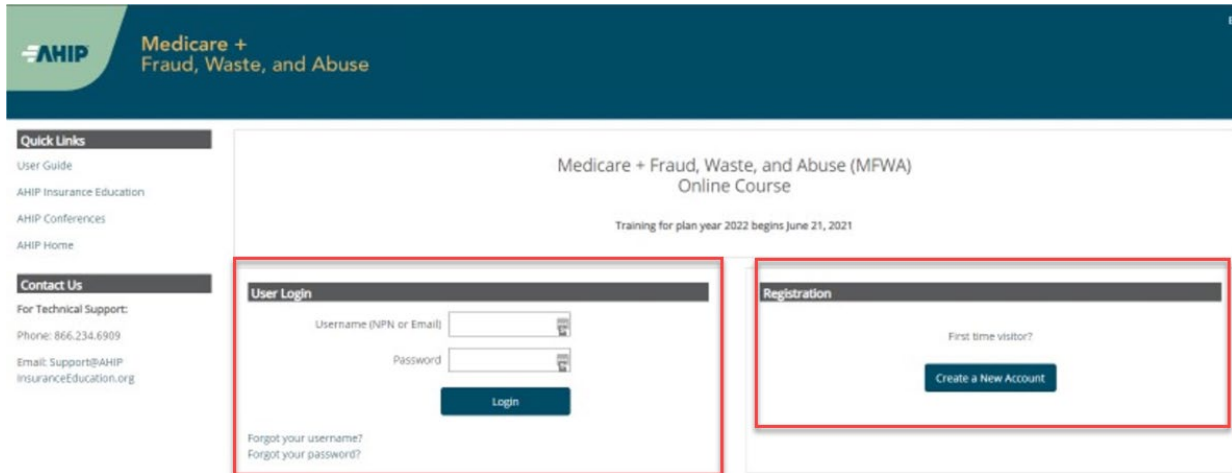 AHIP
Medicare +
Fraud, Waste, and Abuse
Quick Links
User Guide
AHIP Insurance Education
AHIP Conferences
AHIP Home
Contact Us
For Technical Support:
Phone: 866.234.6909
Email: Support@AHIP
InsuranceEducation.org
Medicare + Fraud, Waste, and Abuse (MFWA)
Online Course
Training for plan year 2022 begins June 21, 2021
User Login
Username (NPN or Email)
Password
Login
Forgot your username?
Forgot your password?
Registration
First time visitor?
Create a New Account